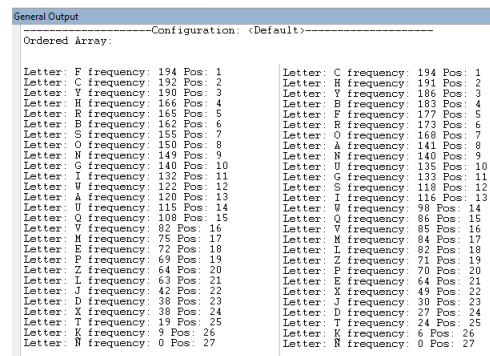 General Output
--------------------Configuration: <Default>--------------------
Ordered Array:
Letter: F frequency: 194 Pos: 1
Letter: C frequency: 192 Pos: 2
Letter: Y frequency: 190 Pos: 3
Letter: H frequency: 166 Pos: 4
Letter: R frequency: 165 Pos: 5
Letter: B frequency: 162 Pos: 6
Letter: S frequency: 155 Pos: 7
Letter: O frequency: 150 Pos: 8
Letter: N frequency: 149 Pos: 9
Letter: G frequency: 140 Pos: 10
Letter: I frequency: 132 Pos: 11
Letter: W frequency: 122 Pos: 12
Letter: A frequency: 120 Pos: 13
Letter: U frequency: 115 Pos: 14
Letter: Q frequency: 108 Pos: 15
Letter: V frequency: 82 Pos: 16
Letter: M frequency: 75 Pos: 17
Letter: E frequency: 72 Pos: 18
Letter: P frequency: 69 Pos: 19
Letter: Z frequency: 64 Pos: 20
Letter: L frequency: 63 Pos: 21
Letter: J frequency: 42 Pos: 22
Letter: D frequency: 38 Pos: 23
Letter: X frequency: 38 Pos: 24
Letter: T frequency: 19 Pos: 25
Letter: K frequency: 9 Pos: 26
Letter: Ñ frequency: 0 Pos: 27
Letter: C frequency: 194 Pos: 1
Letter: H frequency: 191 Pos: 2
Letter: Y frequency: 186 Pos: 3
Letter: B frequency: 183 Pos: 4
Letter: F frequency: 177 Pos: 5
Letter: R frequency: 173 Pos: 6
Letter: O frequency: 168 Pos: 7
Letter: A frequency: 141 Pos: 8
Letter: N frequency: 140 Pos: 9
Letter: U frequency: 135 Pos: 10
Letter: G frequency: 133 Pos: 11
Letter: S frequency: 118 Pos: 12
Letter: I frequency: 116 Pos: 13
Letter: W frequency: 98 Pos: 14
Letter: Q frequency: 86 Pos: 15
Letter: V frequency: 85 Pos: 16
Letter: M frequency: 84 Pos: 17
Letter: L frequency: 82 Pos: 18
Letter: Z frequency: 71 Pos: 19
Letter: P frequency: 70 Pos: 20
Letter: E frequency: 64 Pos: 21
Letter: X frequency: 49 Pos: 22
Letter: J frequency: 30 Pos: 23
Letter: D frequency: 27 Pos: 24
Letter: T frequency: 24 Pos: 25
Letter: K frequency: 6 Pos: 26
Letter: Ñ frequency: 0 Pos: 27